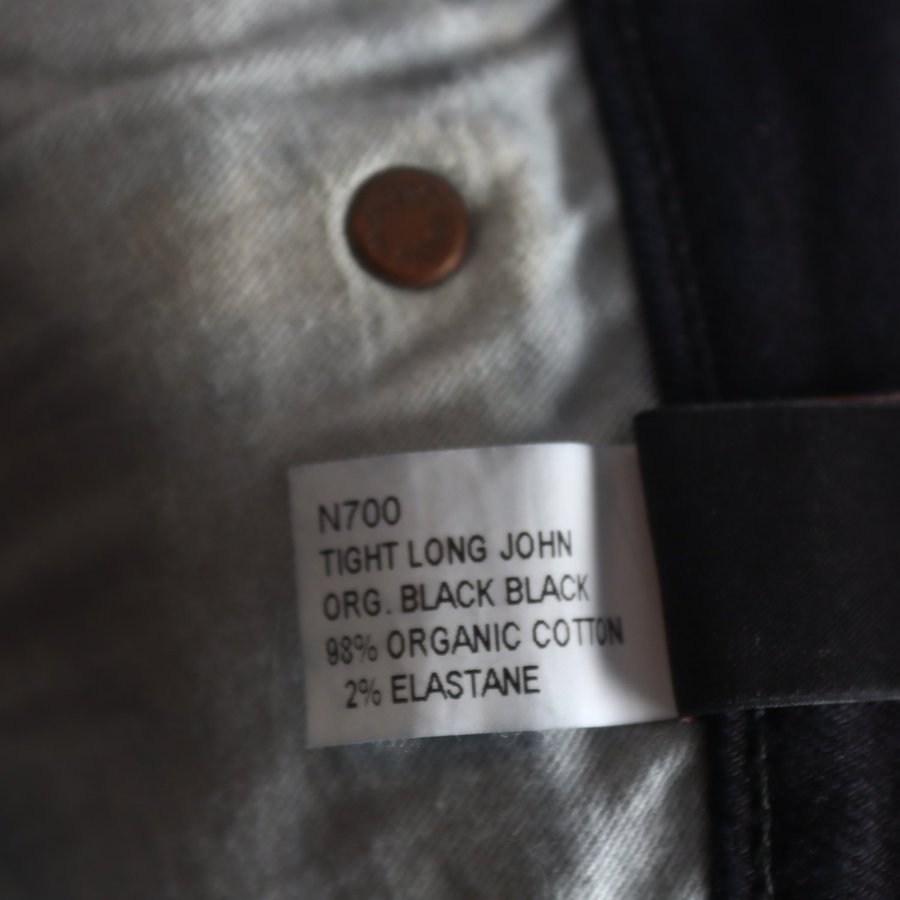 N700
TIGHT LONG JOHN
ORG. BLACK BLACK
98% ORGANIC COTTON
2% ELASTANE